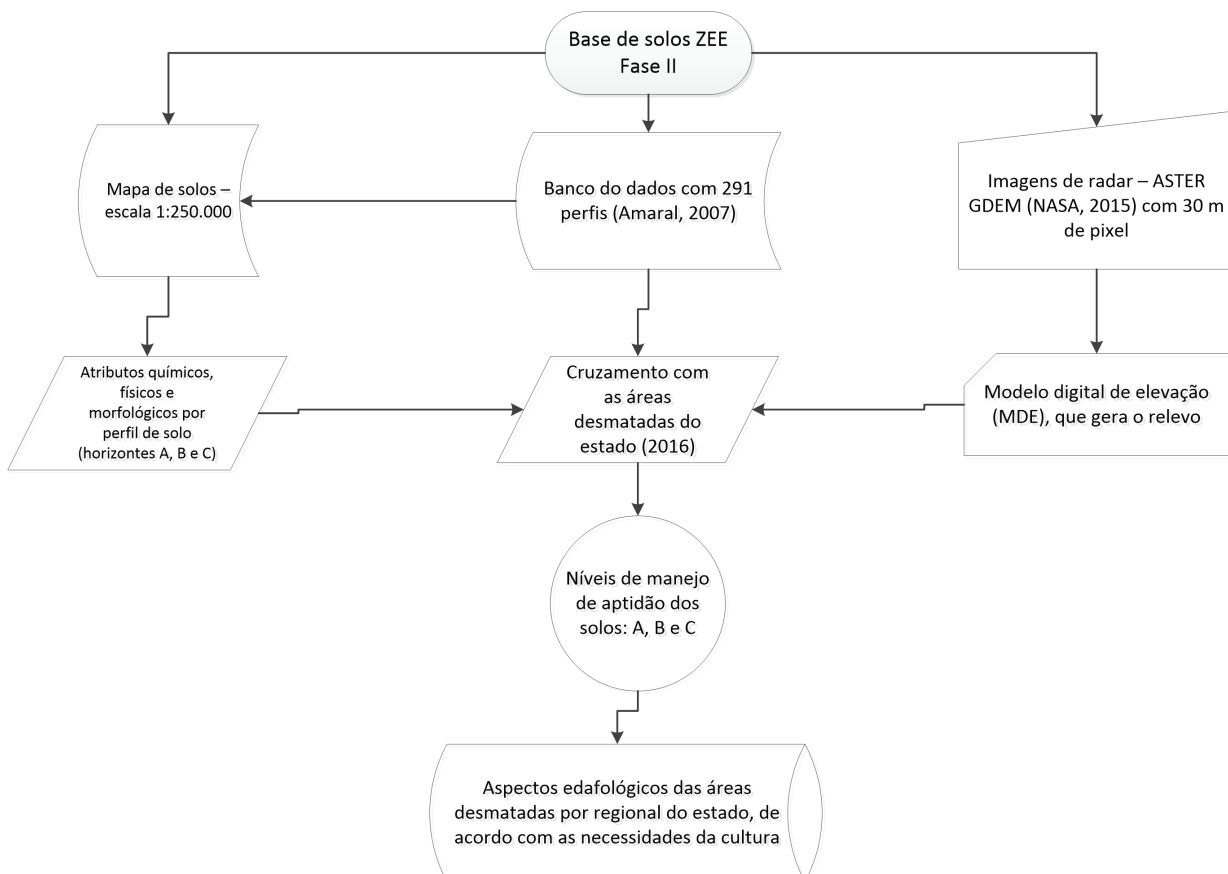 Base de solos ZEE
Fase II
Mapa de solos –
escala 1:250.000
Banco do dados com 291
perfis (Amaral, 2007)
Imagens de radar – ASTER
GDEM (NASA, 2015) com 30 m
de pixel
Atributos químicos,
físicos e
morfológicos por
perfil de solo
(horizontes A, B e C)
Cruzamento com
as áreas
desmatadas do
estado (2016)
Modelo digital de elevação
(MDE), que gera o relevo
Níveis de manejo
de aptidão dos
solos: A, B e C
Aspectos edafológicos das áreas
desmatadas por regional do estado, de
acordo com as necessidades da cultura